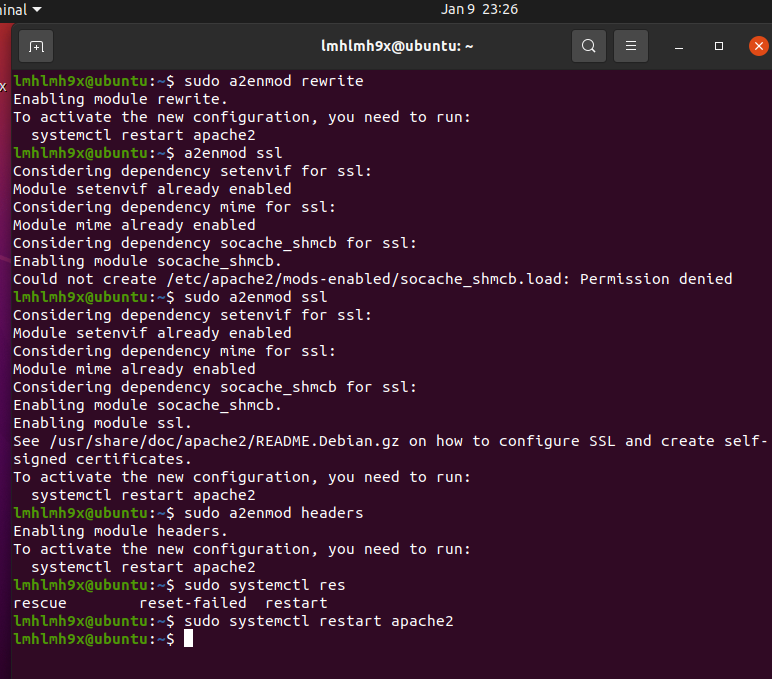 inal
Jan 9 23:26
lmhlmh9x@ubuntu: ~
x
lmhlmh9x@ubuntu:~$ sudo a2enmod rewrite
Enabling module rewrite.
To activate the new configuration, you need to run:
  systemctl restart apache2
lmhlmh9x@ubuntu:~$ a2enmod ssl
Considering dependency setenvif for ssl:
Module setenvif already enabled
Considering dependency mime for ssl:
Module mime already enabled
Considering dependency socache_shmcb for ssl:
Enabling module socache_shmcb.
Could not create /etc/apache2/mods-enabled/socache_shmcb.load: Permission denied
lmhlmh9x@ubuntu:~$ sudo a2enmod ssl
Considering dependency setenvif for ssl:
Module setenvif already enabled
Considering dependency mime for ssl:
Module mime already enabled
Considering dependency socache_shmcb for ssl:
Enabling module socache_shmcb.
Enabling module ssl.
See /usr/share/doc/apache2/README.Debian.gz on how to configure SSL and create self-
signed certificates.
To activate the new configuration, you need to run:
  systemctl restart apache2
lmhlmh9x@ubuntu:~$ sudo a2enmod headers
Enabling module headers.
To activate the new configuration, you need to run:
  systemctl restart apache2
lmhlmh9x@ubuntu:~$ sudo systemctl res
rescue        reset-failed  restart
lmhlmh9x@ubuntu:~$ sudo systemctl restart apache2
lmhlmh9x@ubuntu:~$